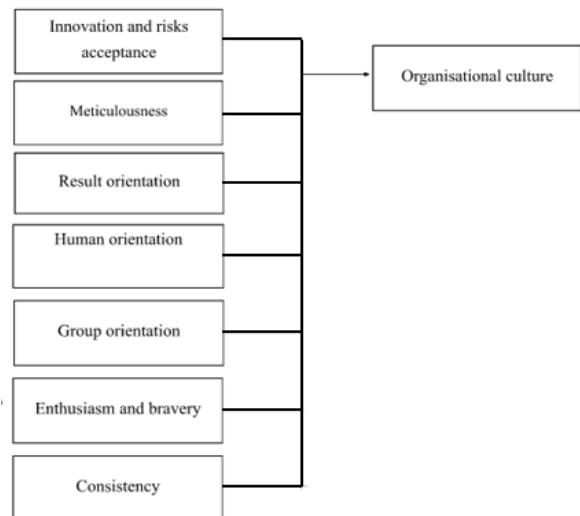 Innovation and risks
acceptance
Organisational culture
Meticulousness
Result orientation
Human orientation
Group orientation
Enthusiasm and bravery
Consistency